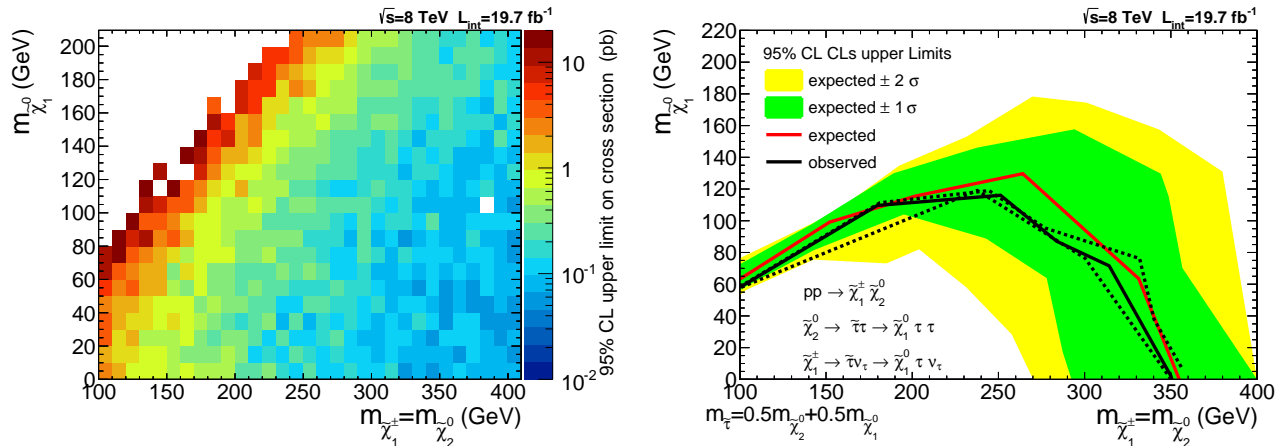 √s=8 TeV L_int=19.7 fb⁻¹
m_χ̃₁⁰ (GeV)
200
180
160
140
120
100
80
60
40
20
0
100 150 200 250 300 350 400
m_χ̃₁±=m_χ̃₂⁰ (GeV)
10
1
10⁻¹
10⁻²
95% CL upper limit on cross section (pb)
√s=8 TeV L_int=19.7 fb⁻¹
m_χ̃₁⁰ (GeV)
220
200
180
160
140
120
100
80
60
40
20
0
95% CL CLs upper Limits
expected ± 2 σ
expected ± 1 σ
expected
observed
pp → χ̃₁± χ̃₂⁰
χ̃₂⁰ → τ̃τ → χ̃₁⁰ τ τ
χ̃₁± → τ̃ν_τ → χ̃₁⁰ τ ν_τ
100 150 200 250 300 350 400
m_τ̃=0.5m_χ̃₂⁰+0.5m_χ̃₁⁰
m_χ̃₁±=m_χ̃₂⁰ (GeV)